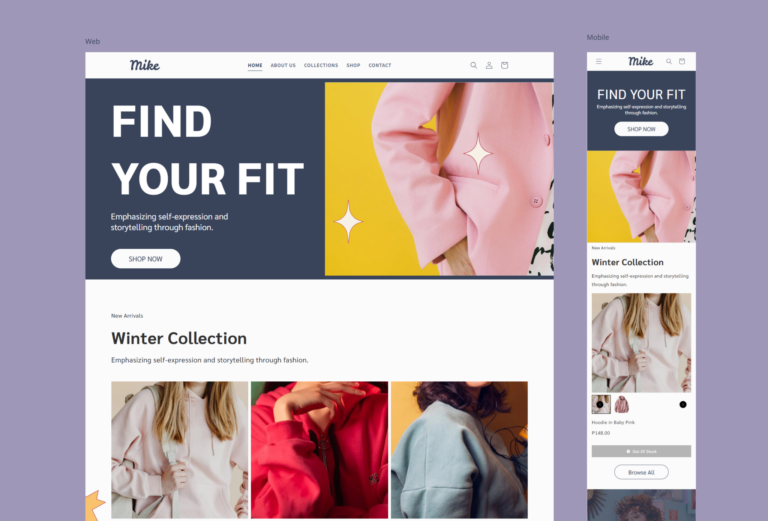 Web
Mike
HOME ABOUT US COLLECTIONS SHOP CONTACT
FIND
YOUR FIT
Emphasizing self-expression and
storytelling through fashion.
SHOP NOW
New Arrivals
Winter Collection
Emphasizing self-expression and storytelling through fashion.
Mobile
Mike
FIND YOUR FIT
Emphasizing self-expression and storytelling
through fashion.
SHOP NOW
New Arrivals
Winter Collection
Emphasizing self-expression and storytelling
through fashion.
Hoodie in Baby Pink
P148.00
Out Of Stock
Browse All